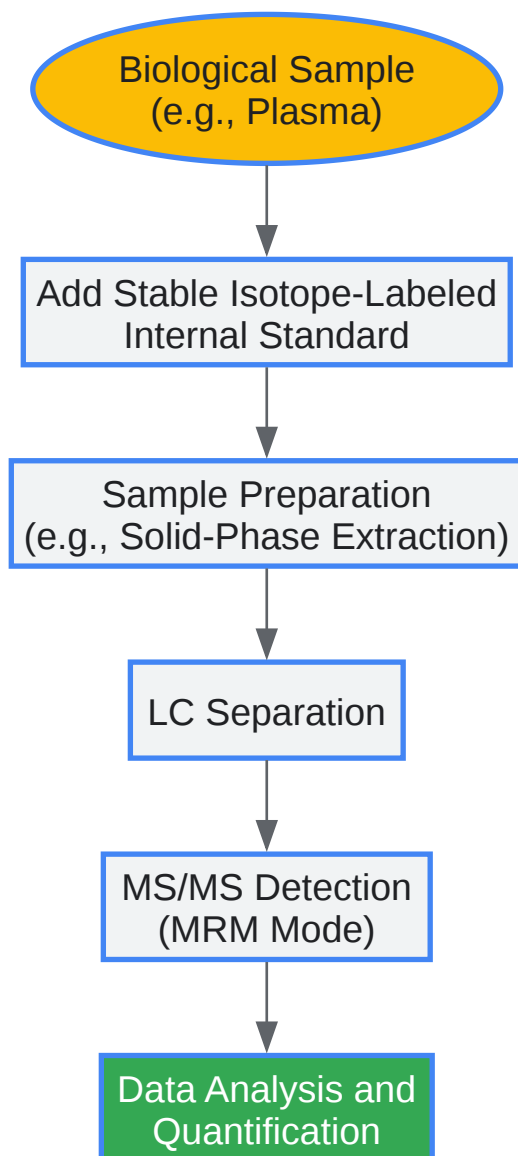 Biological Sample
(e.g., Plasma)
Add Stable Isotope-Labeled
Internal Standard
Sample Preparation
(e.g., Solid-Phase Extraction)
LC Separation
MS/MS Detection
(MRM Mode)
Data Analysis and
Quantification